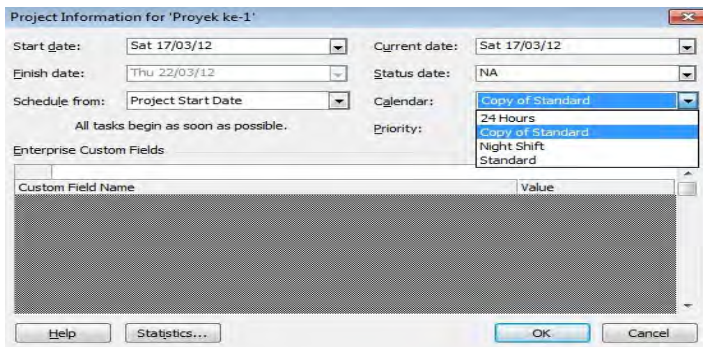 Project Information for 'Proyek ke-1'
Start date: Sat 17/03/12 Current date: Sat 17/03/12
Finish date: Thu 22/03/12 Status date: NA
Schedule from: Project Start Date Calendar: Copy of Standard
24 Hours
All tasks begin as soon as possible. Priority: Copy of Standard
Night Shift
Standard
Enterprise Custom Fields
Custom Field Name Value
Help Statistics... OK Cancel